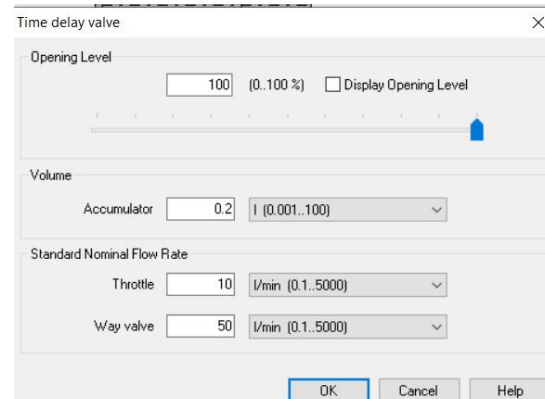 Time delay valve
Opening Level
100 (0..100 %) Display Opening Level
Volume
Accumulator 0.2 l (0.001..100)
Standard Nominal Flow Rate
Throttle 10 l/min (0.1..5000)
Way valve 50 l/min (0.1..5000)
OK Cancel Help